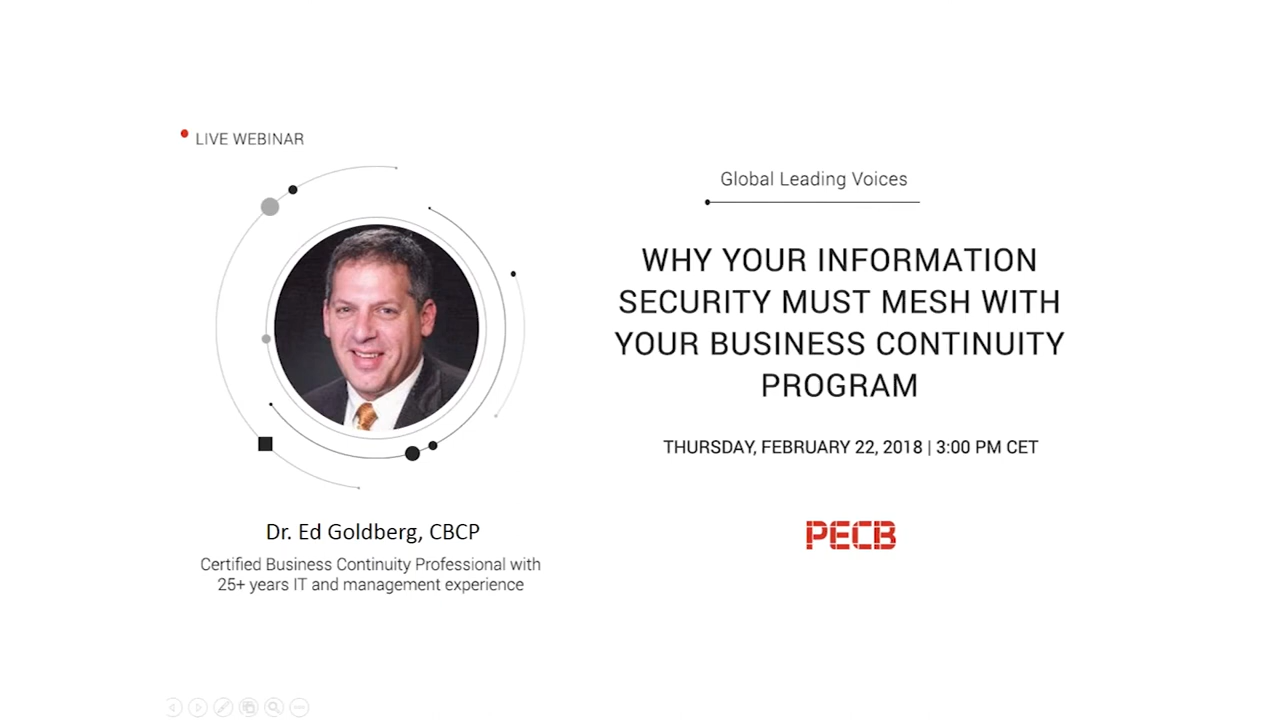 LIVE WEBINAR
Dr. Ed Goldberg, CBCP
Certified Business Continuity Professional with
25+ years IT and management experience
Global Leading Voices
WHY YOUR INFORMATION
SECURITY MUST MESH WITH
YOUR BUSINESS CONTINUITY
PROGRAM
THURSDAY, FEBRUARY 22, 2018 | 3:00 PM CET
PECB